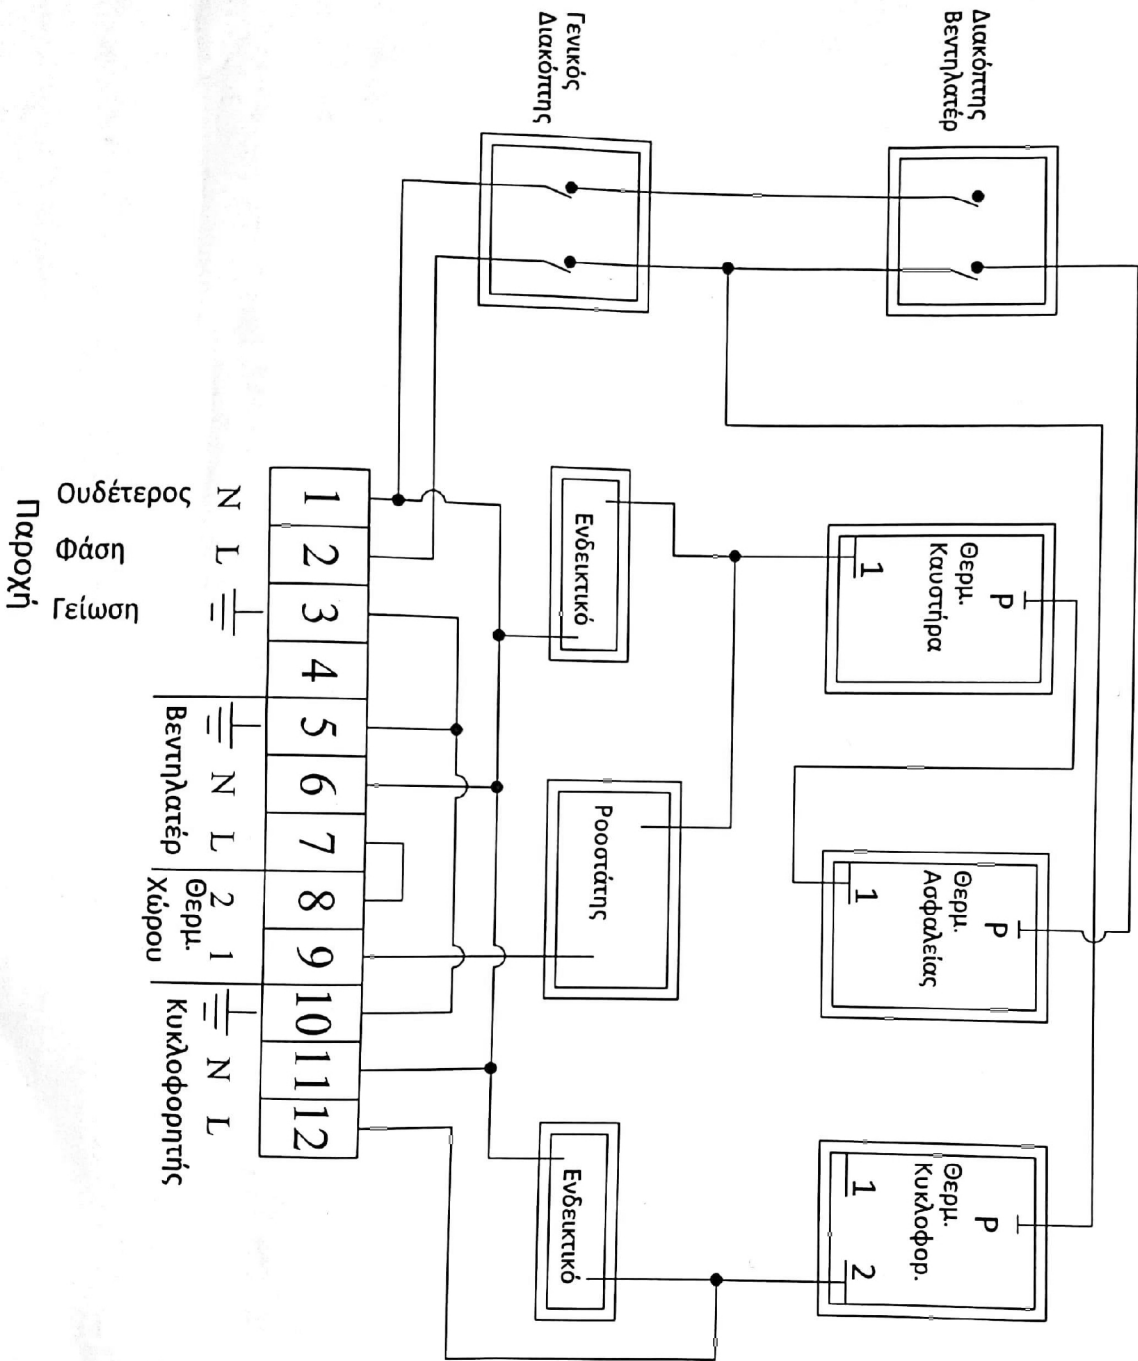 Διακόπτης
Βεντηλατέρ
Γενικός
Διακόπτης
Θερμ.
Καυστήρα
P
1
Θερμ.
Ασφαλείας
P
1
Θερμ.
Κυκλοφορ.
P
1
2
Ενδεικτικό
Ροοστάτης
Ενδεικτικό
1 2 3 4 5 6 7 8 9 10 11 12
N L
N L
2 1
N L
Ουδέτερος
Φάση
Γείωση
Παροχή
Βεντηλατέρ
Θερμ.
Χώρου
Κυκλοφορητής